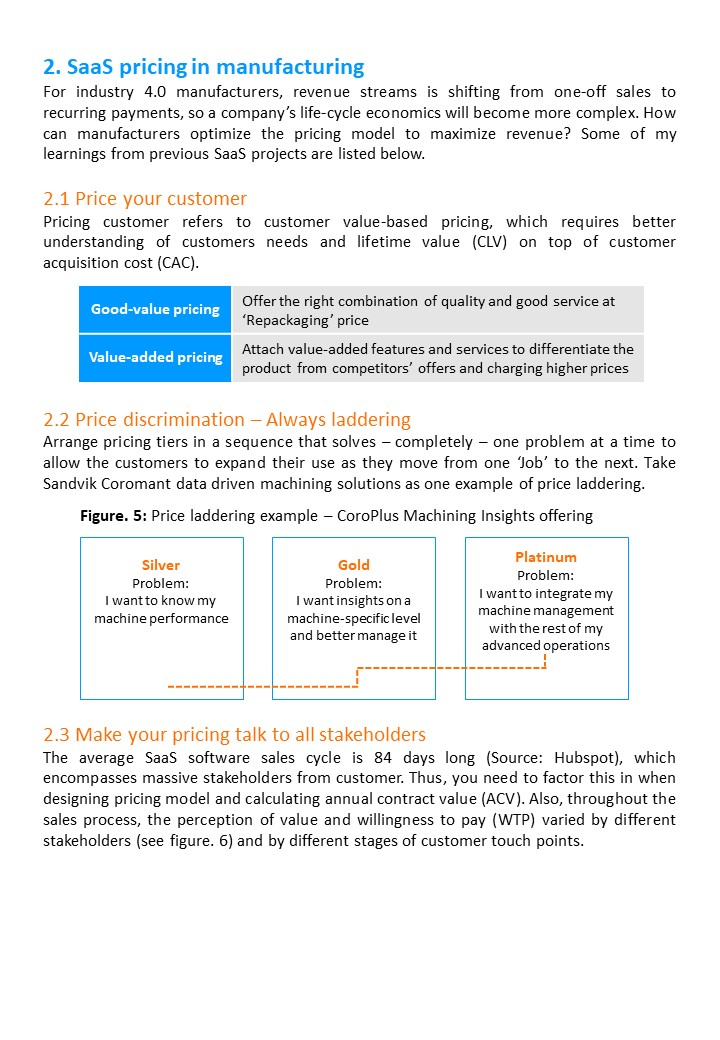 2. SaaS pricing in manufacturing
For industry 4.0 manufacturers, revenue streams is shifting from one-off sales to
recurring payments, so a company’s life-cycle economics will become more complex. How
can manufacturers optimize the pricing model to maximize revenue? Some of my
learnings from previous SaaS projects are listed below.
2.1 Price your customer
Pricing customer refers to customer value-based pricing, which requires better
understanding of customers needs and lifetime value (CLV) on top of customer
acquisition cost (CAC).
Good-value pricing
Offer the right combination of quality and good service at
‘Repackaging’ price
Value-added pricing
Attach value-added features and services to differentiate the
product from competitors’ offers and charging higher prices
2.2 Price discrimination – Always laddering
Arrange pricing tiers in a sequence that solves – completely – one problem at a time to
allow the customers to expand their use as they move from one ‘Job’ to the next. Take
Sandvik Coromant data driven machining solutions as one example of price laddering.
Figure. 5: Price laddering example – CoroPlus Machining Insights offering
Silver
Problem:
I want to know my
machine performance
Gold
Problem:
I want insights on a
machine-specific level
and better manage it
Platinum
Problem:
I want to integrate my
machine management
with the rest of my
advanced operations
2.3 Make your pricing talk to all stakeholders
The average SaaS software sales cycle is 84 days long (Source: Hubspot), which
encompasses massive stakeholders from customer. Thus, you need to factor this in when
designing pricing model and calculating annual contract value (ACV). Also, throughout the
sales process, the perception of value and willingness to pay (WTP) varied by different
stakeholders (see figure. 6) and by different stages of customer touch points.